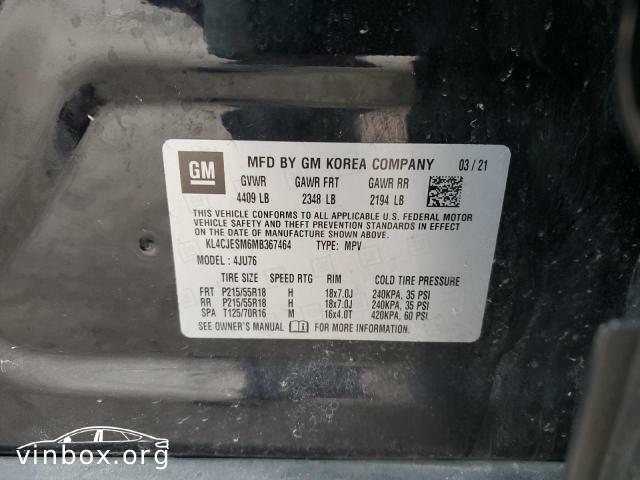 GM
MFD BY GM KOREA COMPANY 03/21
GVWR GAWR FRT GAWR RR
4409 LB 2348 LB 2194 LB
THIS VEHICLE CONFORMS TO ALL APPLICABLE U.S. FEDERAL MOTOR
VEHICLE SAFETY AND THEFT PREVENTION STANDARDS IN EFFECT
ON THE DATE OF MANUFACTURE SHOWN ABOVE.
KL4CJESM6MB367464 TYPE: MPV
MODEL : 4JU76
TIRE SIZE SPEED RTG RIM COLD TIRE PRESSURE
FRT P215/55R18 H 18x7.0J 240KPA, 35 PSI
RR P215/55R18 H 18x7.0J 240KPA, 35 PSI
SPA T125/70R16 M 16x4.0T 420KPA, 60 PSI
SEE OWNER'S MANUAL FOR MORE INFORMATION.
vinbox.org